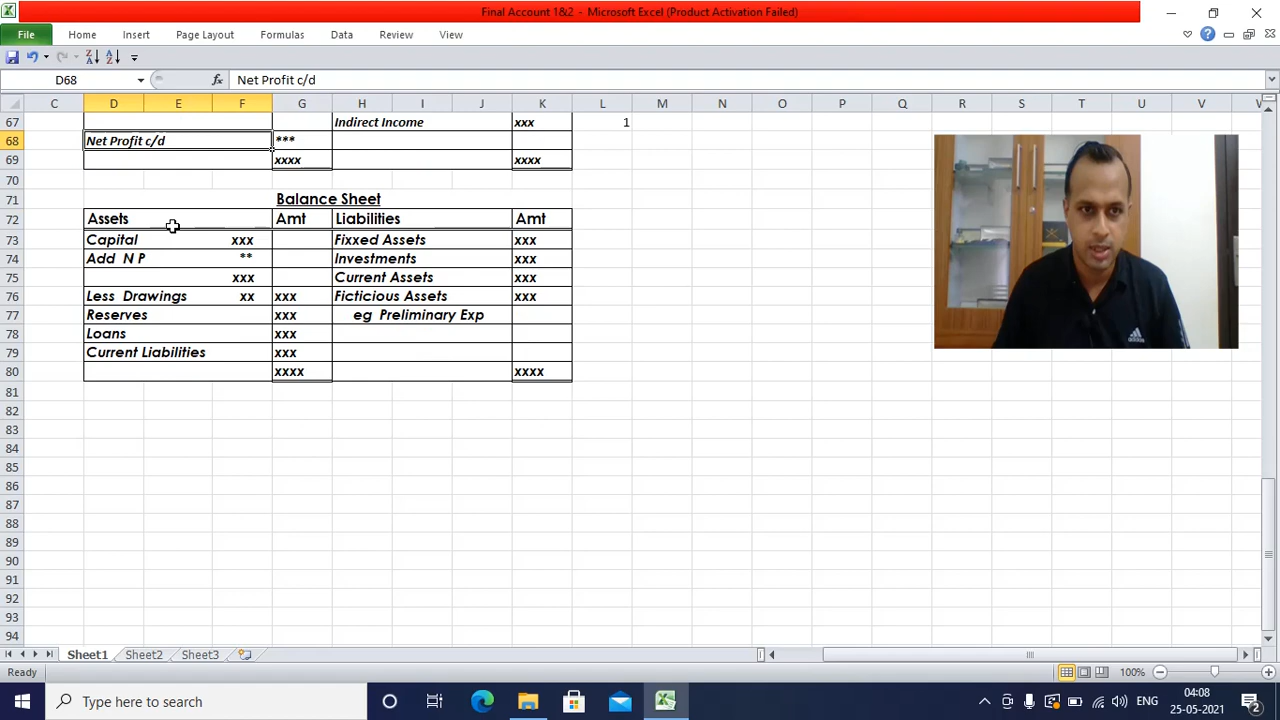 Final Account 1&2 - Microsoft Excel (Product Activation Failed)
File Home Insert Page Layout Formulas Data Review View
D68 fx Net Profit c/d
C D E F G H I J K L M N O P Q R S T U V
67 Indirect Income xxx 1
68 Net Profit c/d ***
69 xxxx xxxx
70
71 Balance Sheet
72 Assets Amt Liabilities Amt
73 Capital xxx Fixxed Assets xxx
74 Add N P ** Investments xxx
75 xxx Current Assets xxx
76 Less Drawings xx xxx Ficticious Assets xxx
77 Reserves xxx eg Preliminary Exp
78 Loans xxx
79 Current Liabilities xxx
80 xxxx xxxx
81
82
83
84
85
86
87
88
89
90
91
92
93
94
Sheet1 Sheet2 Sheet3
Ready 100%
Type here to search ENG 04:08
25-05-2021 2
adidas